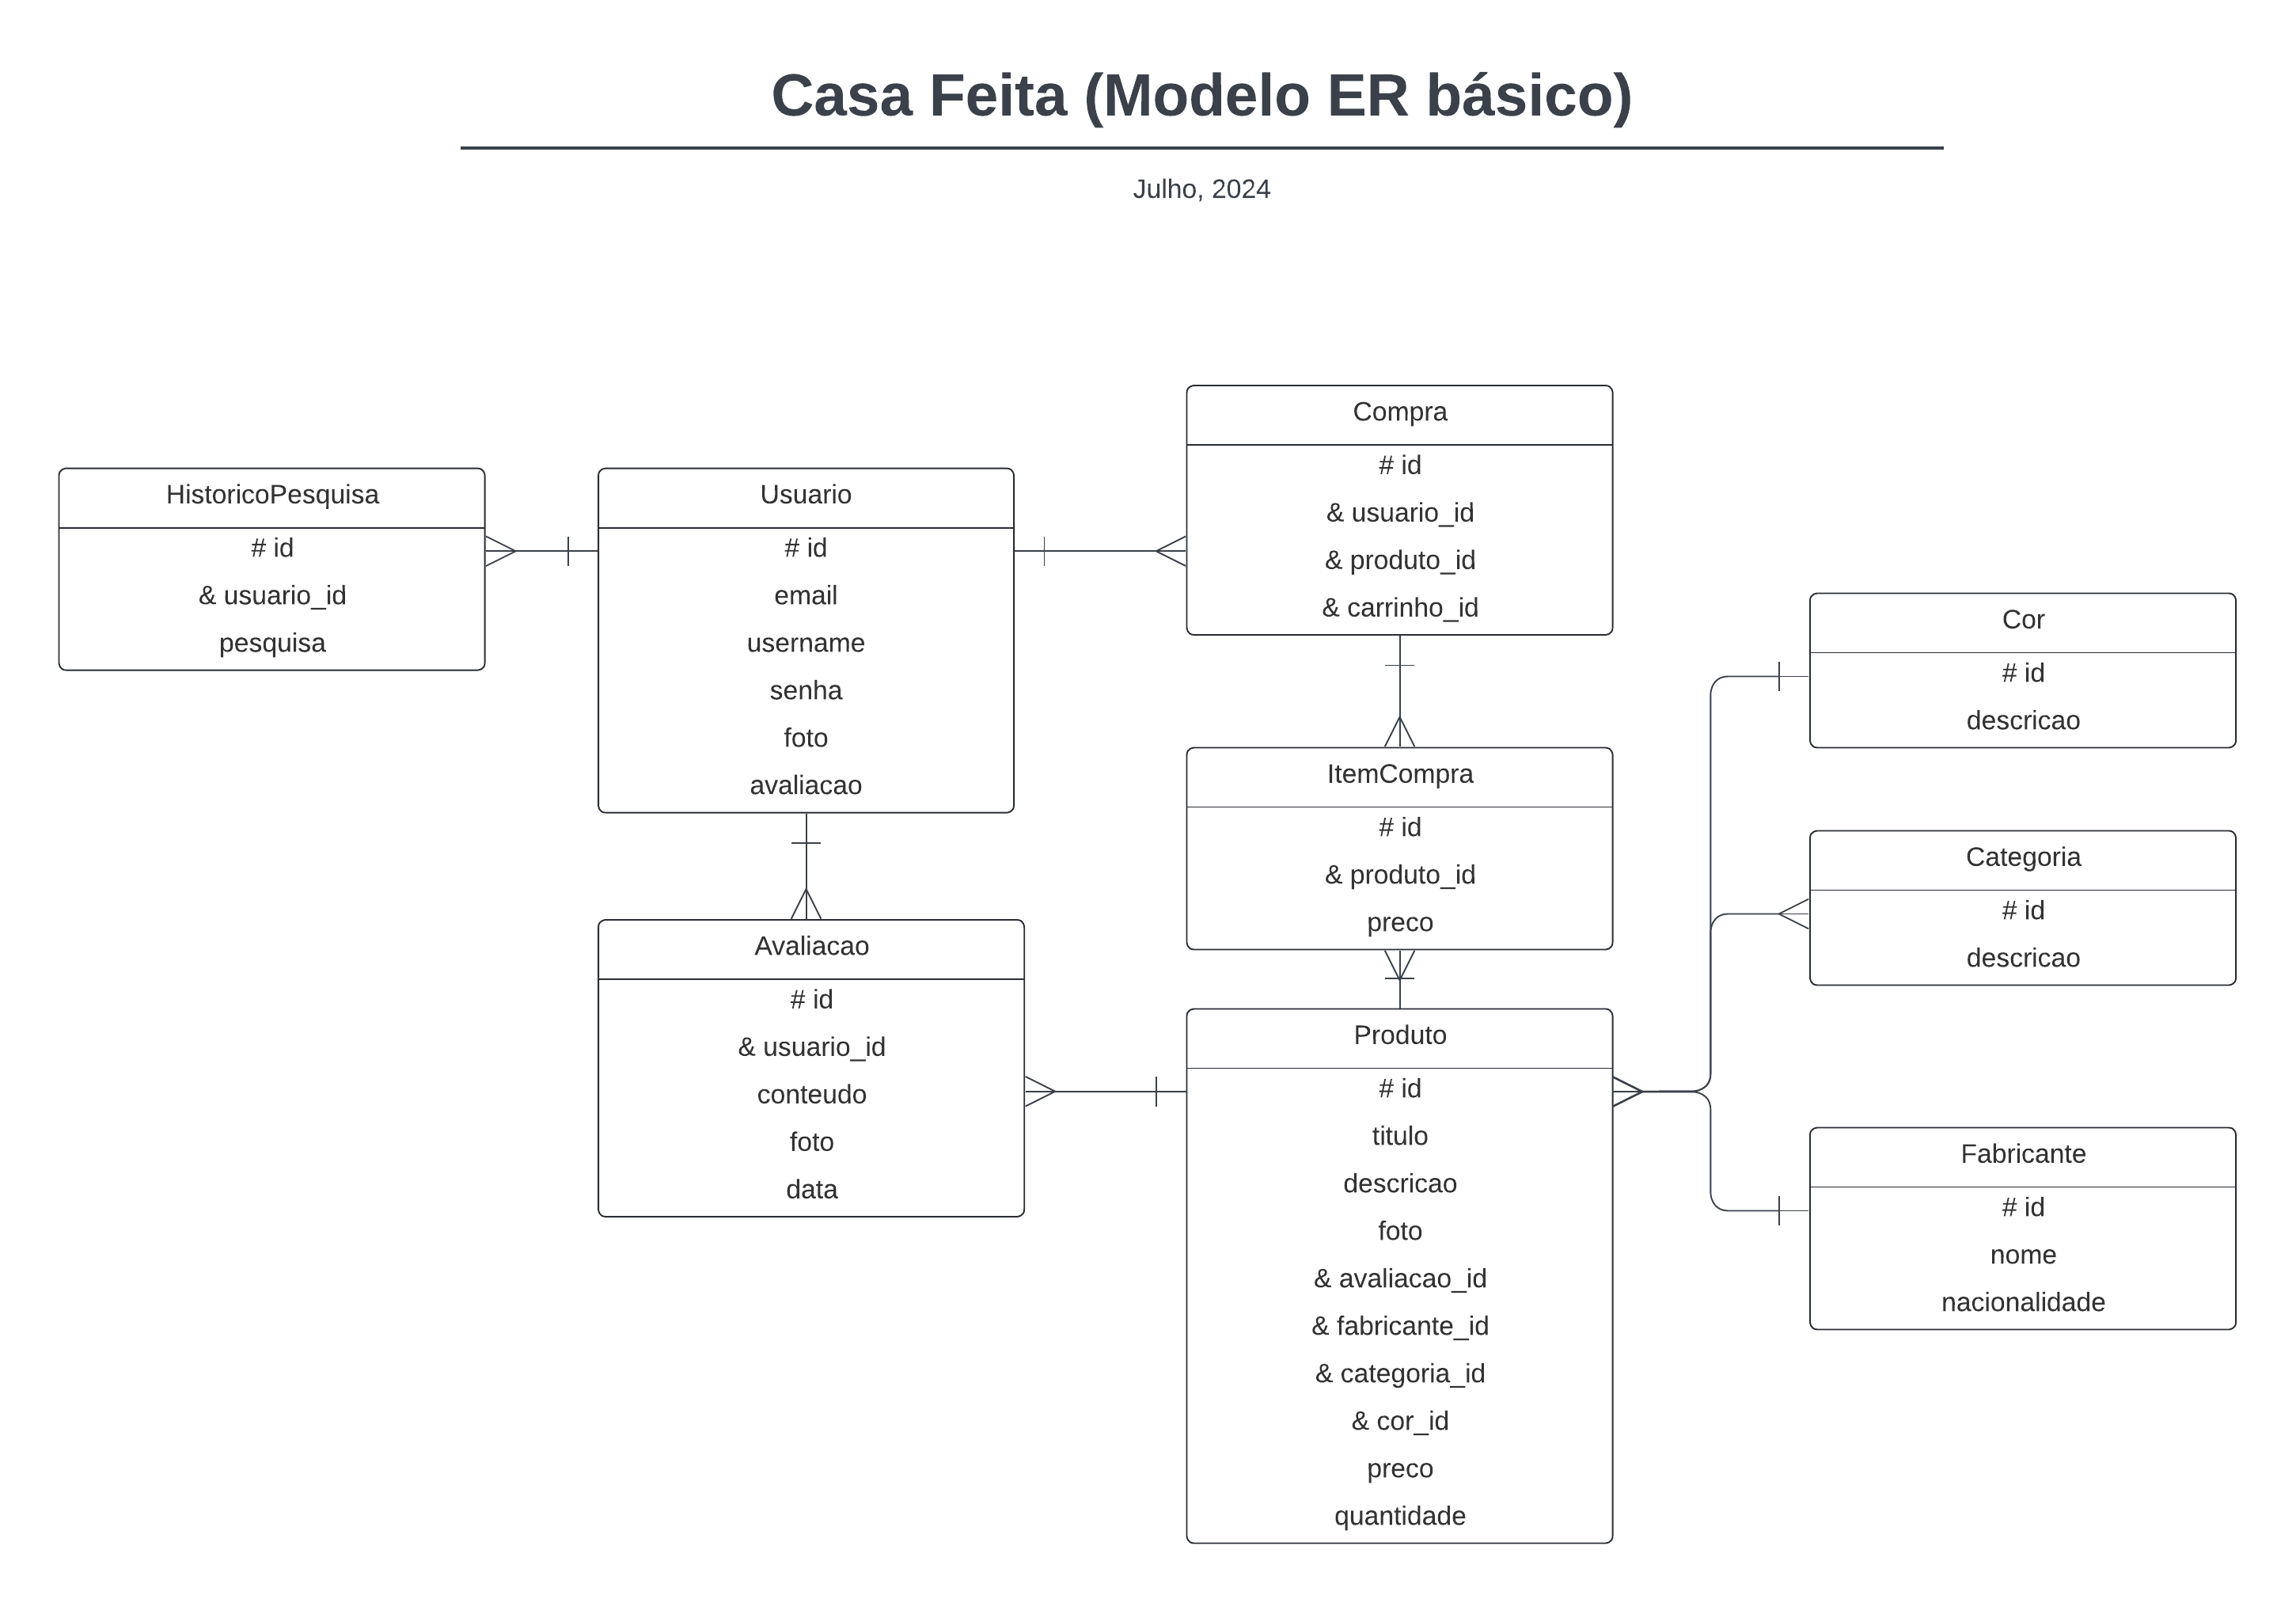 Casa Feita (Modelo ER básico)
Julho, 2024
HistoricoPesquisa
# id
& usuario_id
pesquisa
Usuario
# id
email
username
senha
foto
avaliacao
Compra
# id
& usuario_id
& produto_id
& carrinho_id
Cor
# id
descricao
ItemCompra
# id
& produto_id
preco
Categoria
# id
descricao
Avaliacao
# id
& usuario_id
conteudo
foto
data
Produto
# id
titulo
descricao
foto
& avaliacao_id
& fabricante_id
& categoria_id
& cor_id
preco
quantidade
Fabricante
# id
nome
nacionalidade